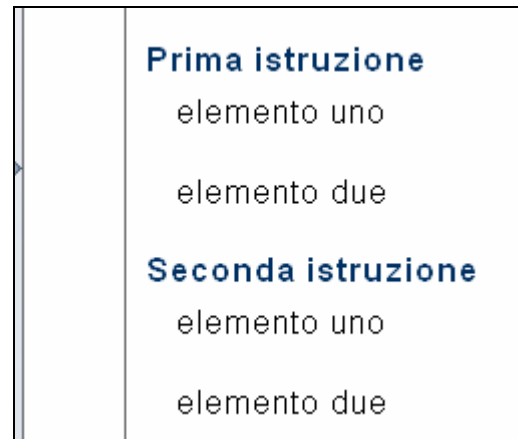 Prima istruzione
elemento uno
elemento due
Seconda istruzione
elemento uno
elemento due